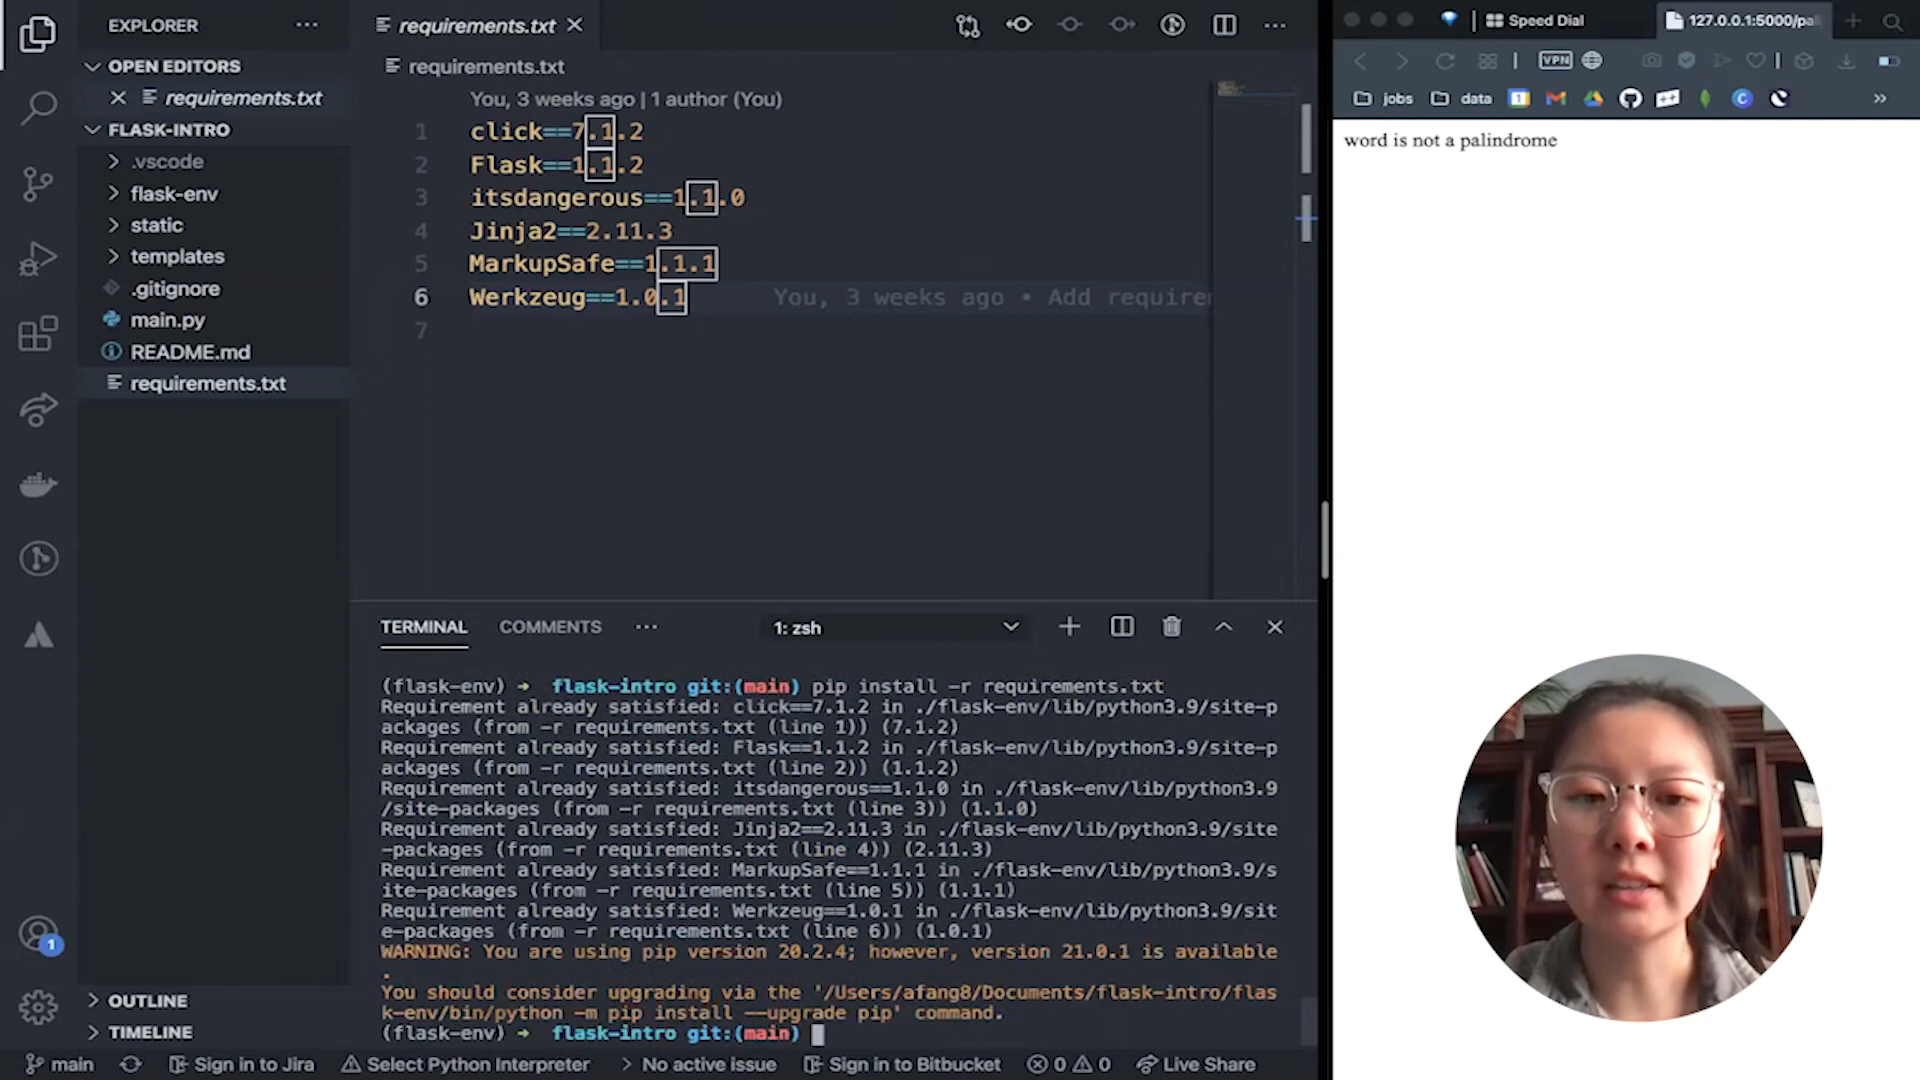 EXPLORER
OPEN EDITORS
requirements.txt
FLASK-INTRO
.vscode
flask-env
static
templates
.gitignore
main.py
README.md
requirements.txt
OUTLINE
TIMELINE
requirements.txt
requirements.txt
You, 3 weeks ago | 1 author (You)
1 click==7.1.2
2 Flask==1.1.2
3 itsdangerous==1.1.0
4 Jinja2==2.11.3
5 MarkupSafe==1.1.1
6 Werkzeug==1.0.1 You, 3 weeks ago • Add requirem
7
TERMINAL COMMENTS 1: zsh
(flask-env) → flask-intro git:(main) pip install -r requirements.txt
Requirement already satisfied: click==7.1.2 in ./flask-env/lib/python3.9/site-p
ackages (from -r requirements.txt (line 1)) (7.1.2)
Requirement already satisfied: Flask==1.1.2 in ./flask-env/lib/python3.9/site-p
ackages (from -r requirements.txt (line 2)) (1.1.2)
Requirement already satisfied: itsdangerous==1.1.0 in ./flask-env/lib/python3.9
/site-packages (from -r requirements.txt (line 3)) (1.1.0)
Requirement already satisfied: Jinja2==2.11.3 in ./flask-env/lib/python3.9/site
-packages (from -r requirements.txt (line 4)) (2.11.3)
Requirement already satisfied: MarkupSafe==1.1.1 in ./flask-env/lib/python3.9/s
ite-packages (from -r requirements.txt (line 5)) (1.1.1)
Requirement already satisfied: Werkzeug==1.0.1 in ./flask-env/lib/python3.9/sit
e-packages (from -r requirements.txt (line 6)) (1.0.1)
WARNING: You are using pip version 20.2.4; however, version 21.0.1 is available
.
You should consider upgrading via the '/Users/afang8/Documents/flask-intro/flas
k-env/bin/python -m pip install --upgrade pip' command.
(flask-env) → flask-intro git:(main)
1
main Sign in to Jira Select Python Interpreter No active issue Sign in to Bitbucket 0 0 Live Share
Speed Dial 127.0.0.1:5000/pal
VPN
jobs data 1 C
word is not a palindrome